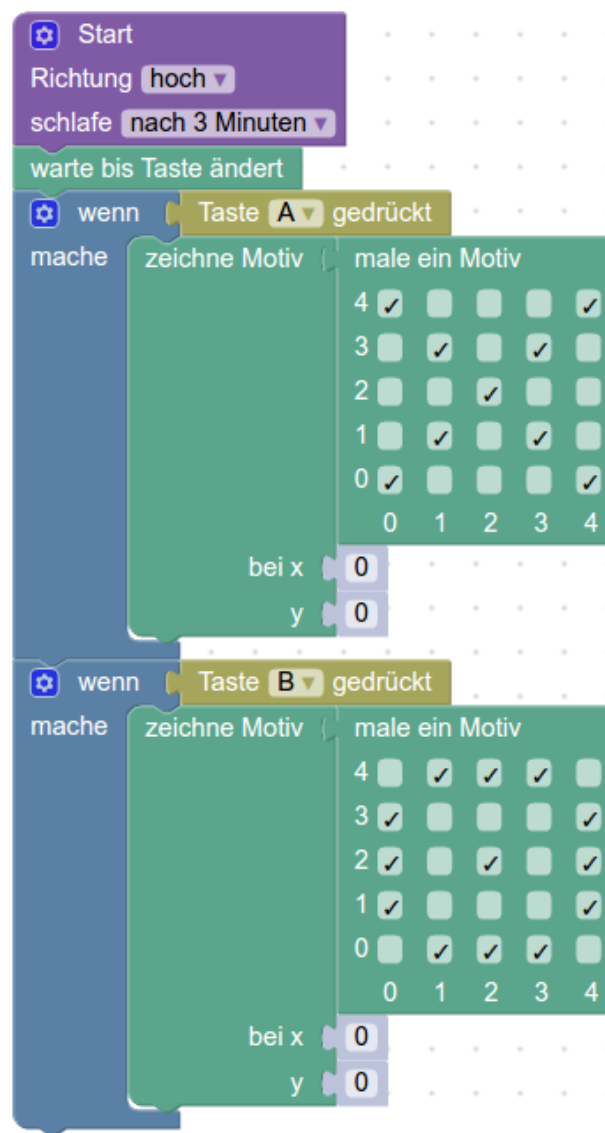 Start
Richtung hoch
schlafe nach 3 Minuten
warte bis Taste ändert
wenn Taste A gedrückt
mache zeichne Motiv male ein Motiv
4
3
2
1
0
0 1 2 3 4
bei x 0
y 0
wenn Taste B gedrückt
mache zeichne Motiv male ein Motiv
4
3
2
1
0
0 1 2 3 4
bei x 0
y 0